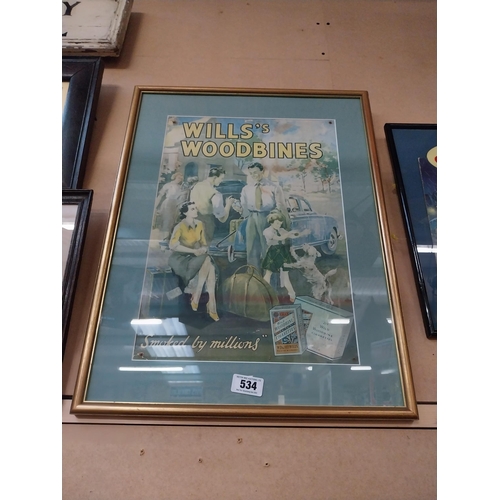 Y
WILLS's
WOODBINES
"Smoked by millions"
534